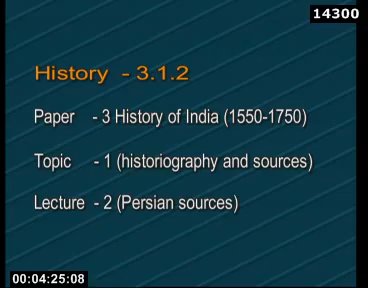 14300
History - 3.1.2
Paper - 3 History of India (1550-1750)
Topic - 1 (historiography and sources)
Lecture - 2 (Persian sources)
00:04:25:08